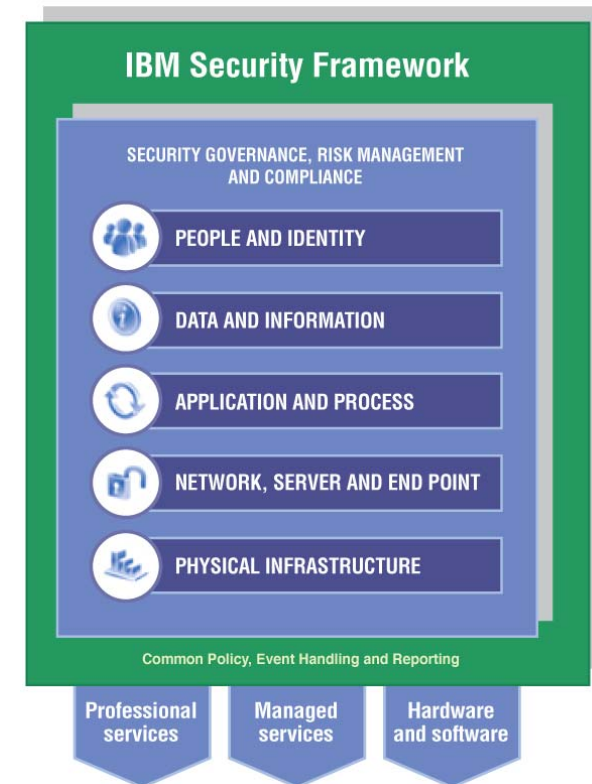 IBM Security Framework
SECURITY GOVERNANCE, RISK MANAGEMENT
AND COMPLIANCE
PEOPLE AND IDENTITY
DATA AND INFORMATION
APPLICATION AND PROCESS
NETWORK, SERVER AND END POINT
PHYSICAL INFRASTRUCTURE
Common Policy, Event Handling and Reporting
Professional
services
Managed
services
Hardware
and software